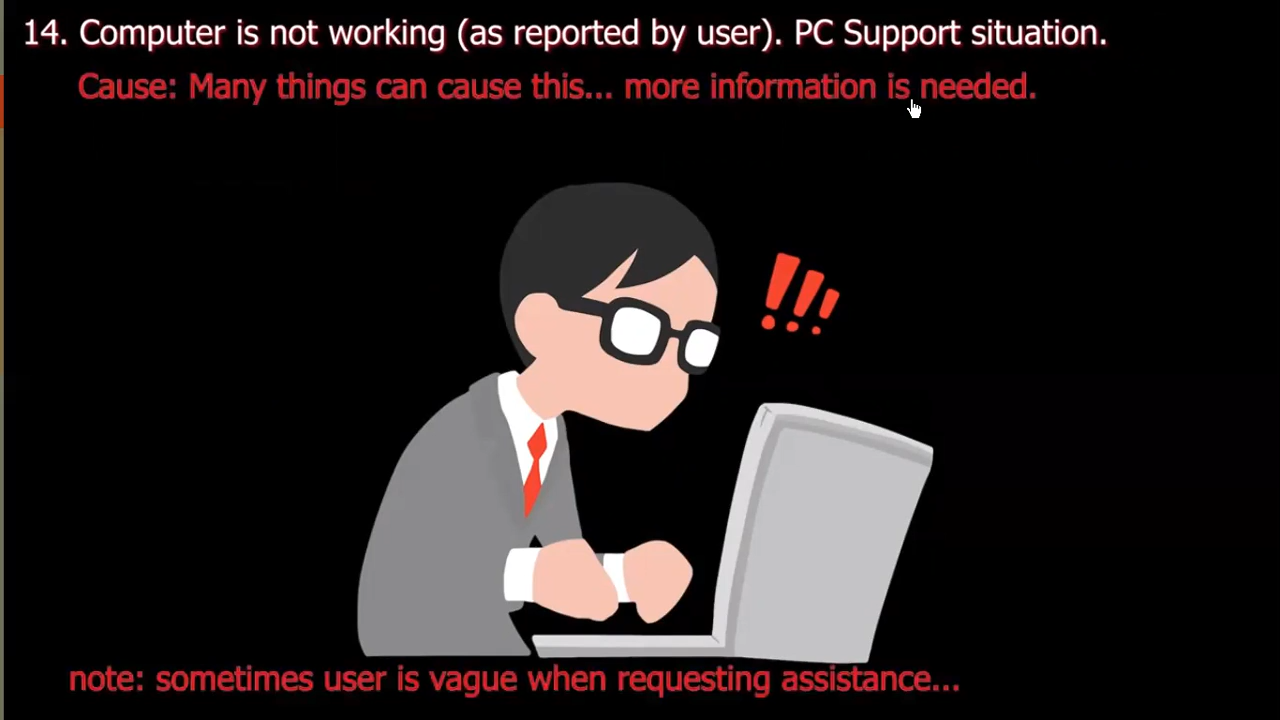 14. Computer is not working (as reported by user). PC Support situation.
Cause: Many things can cause this... more information is needed.
!!!
note: sometimes user is vague when requesting assistance...